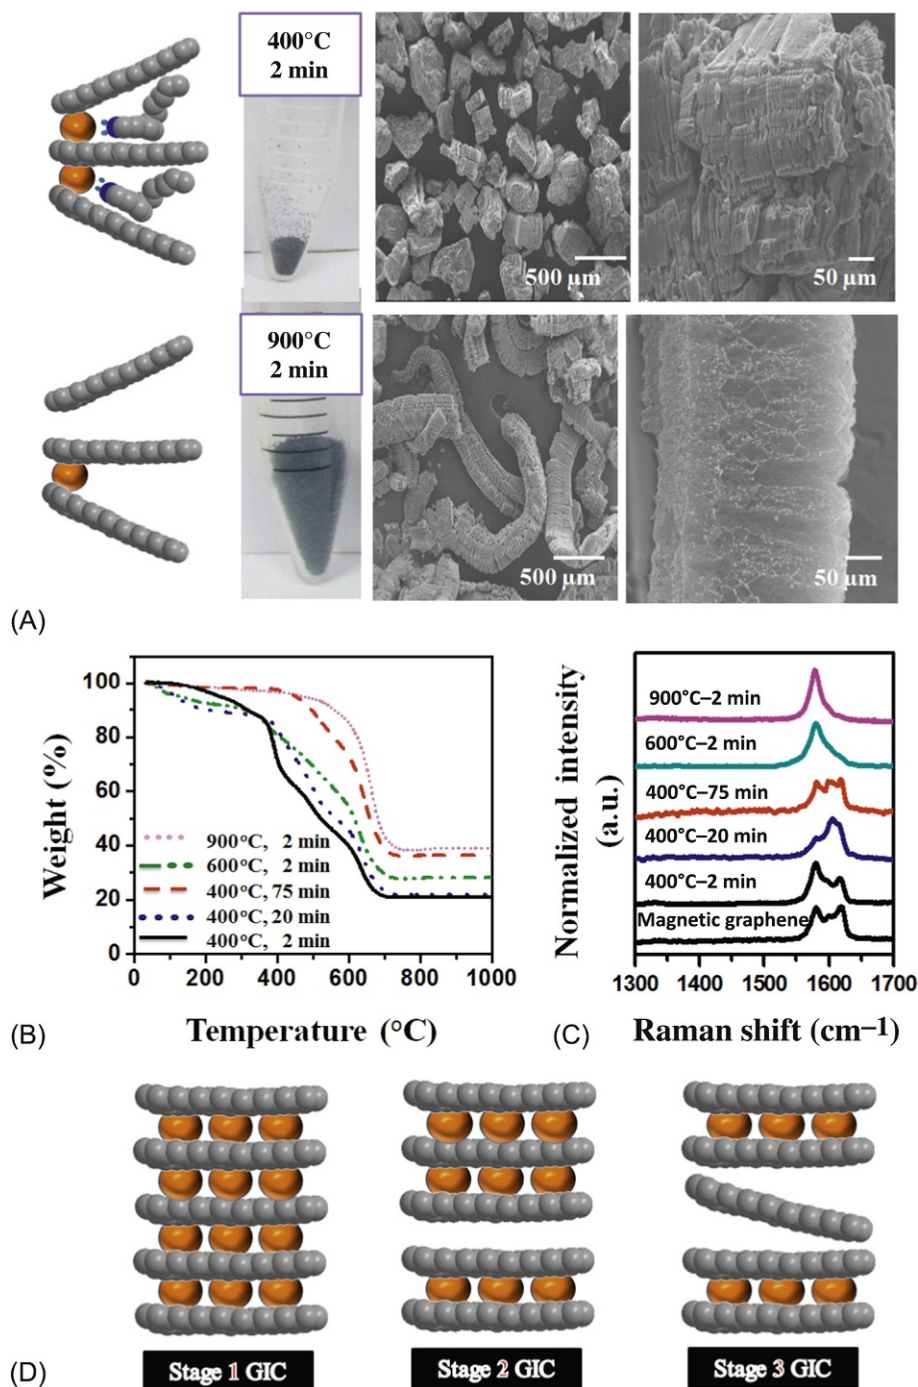 400°C
2 min
500 µm
50 µm
900°C
2 min
500 µm
50 µm
(A)
Weight (%)
100
80
60
40
20
0
900°C, 2 min
600°C, 2 min
400°C, 75 min
400°C, 20 min
400°C, 2 min
0 200 400 600 800 1000
(B)
Temperature (°C)
Normalized intensity
(a.u.)
900°C–2 min
600°C–2 min
400°C–75 min
400°C–20 min
400°C–2 min
Magnetic graphene
1300 1400 1500 1600 1700
(C)
Raman shift (cm–1)
(D)
Stage 1 GIC
Stage 2 GIC
Stage 3 GIC